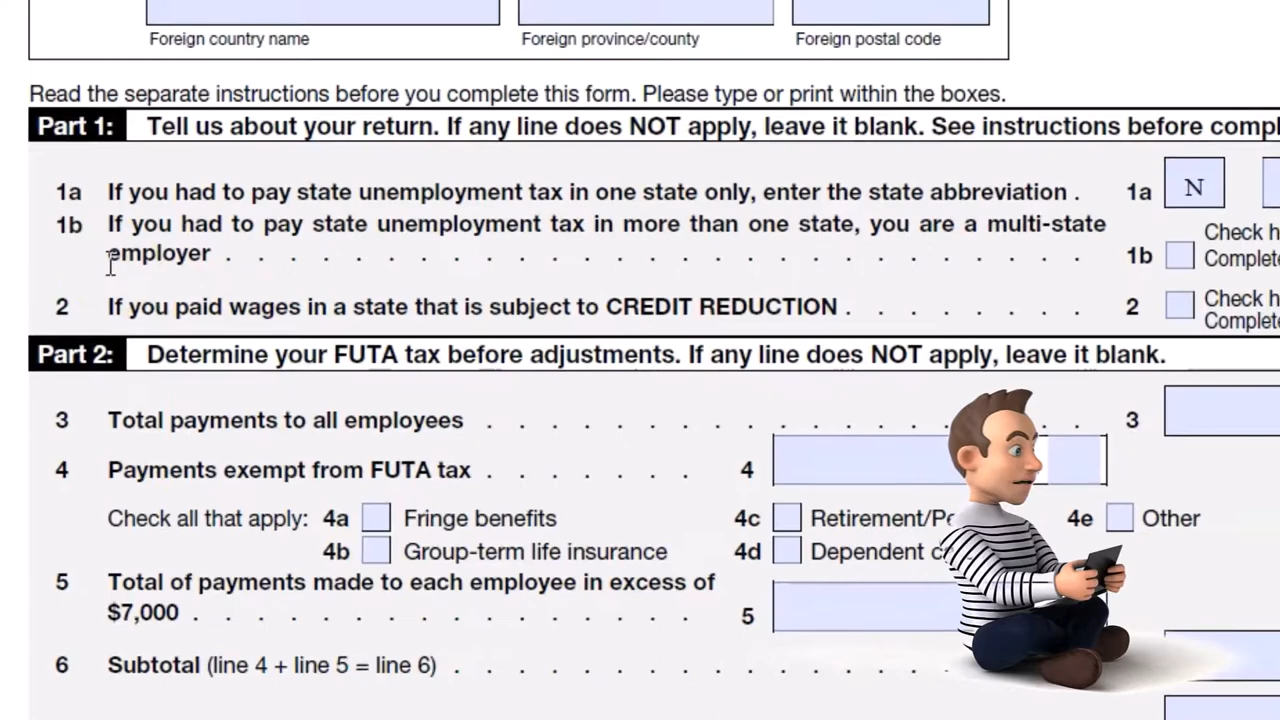 Foreign country name Foreign province/county Foreign postal code
Read the separate instructions before you complete this form. Please type or print within the boxes.
Part 1: Tell us about your return. If any line does NOT apply, leave it blank. See instructions before
1a If you had to pay state unemployment tax in one state only, enter the state abbreviation . 1a N
1b If you had to pay state unemployment tax in more than one state, you are a multi-state Check
employer . . . . . . . . . . . . . . . . . . . . . . . . . . . 1b Complete
2 If you paid wages in a state that is subject to CREDIT REDUCTION . . . . . . . . 2 Check
Complete
Part 2: Determine your FUTA tax before adjustments. If any line does NOT apply, leave it blank.
3 Total payments to all employees . . . . . . . . . . . . . . . . . 3
4 Payments exempt from FUTA tax . . . . . . . 4
Check all that apply: 4a Fringe benefits 4c 4e Other
4b Group-term life insurance 4d Dependent
5 Total of payments made to each employee in excess of
$7,000 . . . . . . . . . . . . . . . . 5
6 Subtotal (line 4 + line 5 = line 6) . . . . . . . . . . . . . . . .